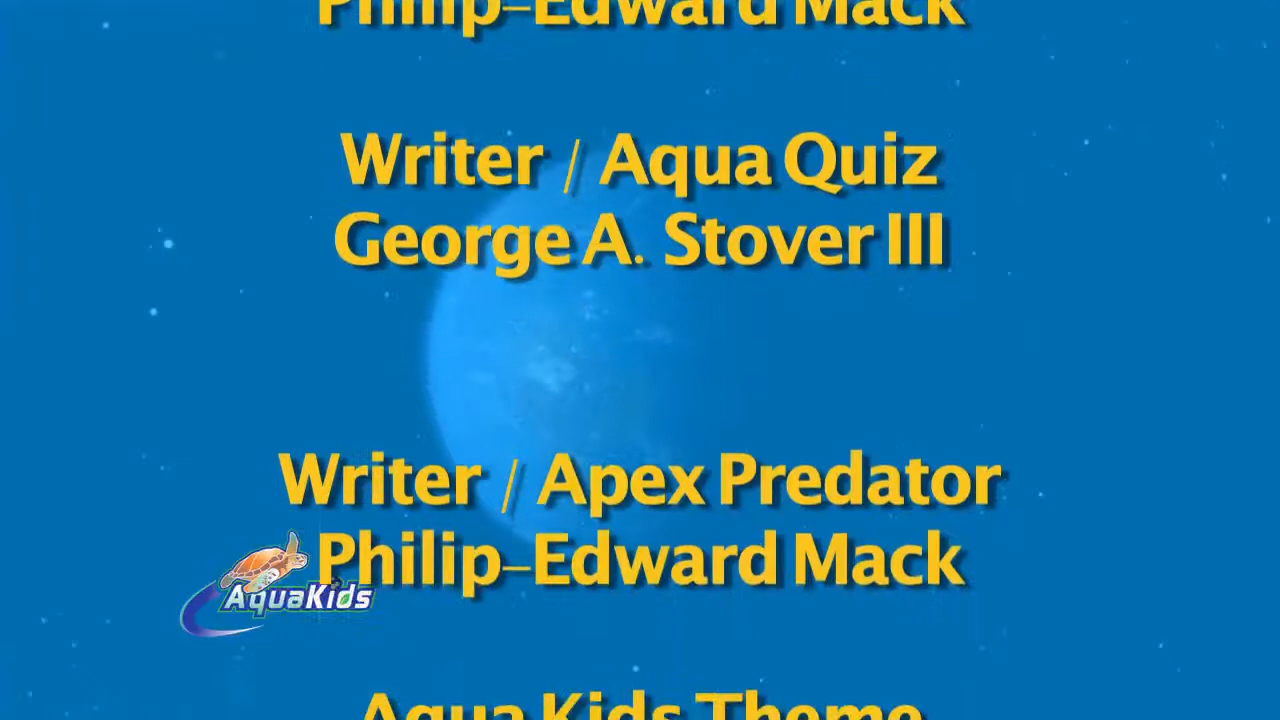 Philip-Edward Mack
Writer / Aqua Quiz
George A. Stover III
Writer / Apex Predator
Philip-Edward Mack
AquaKids
Aqua Kids Theme